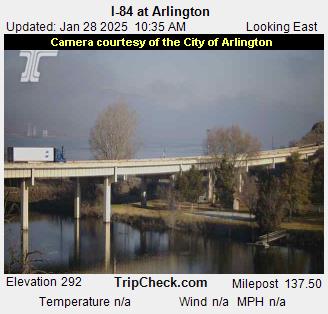 I-84 at Arlington
Updated: Jan 28 2025 10:35 AM Looking East
Camera courtesy of the City of Arlington
Elevation 292 TripCheck.com Milepost 137.50
Temperature n/a Wind n/a MPH n/a